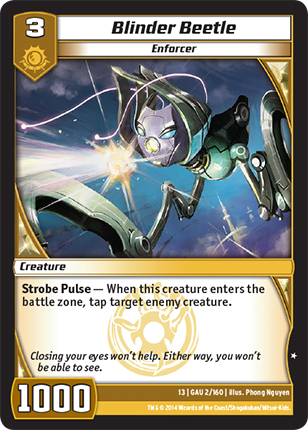 3
Blinder Beetle
Enforcer
Creature
Strobe Pulse — When this creature enters the
battle zone, tap target enemy creature.
Closing your eyes won't help. Either way, you won't
be able to see.
1000
13 | GAU 2/160 | Illus. Phong Nguyen
TM & © 2014 Wizards of the Coast/Shogakukan/Mitsui-Kids.